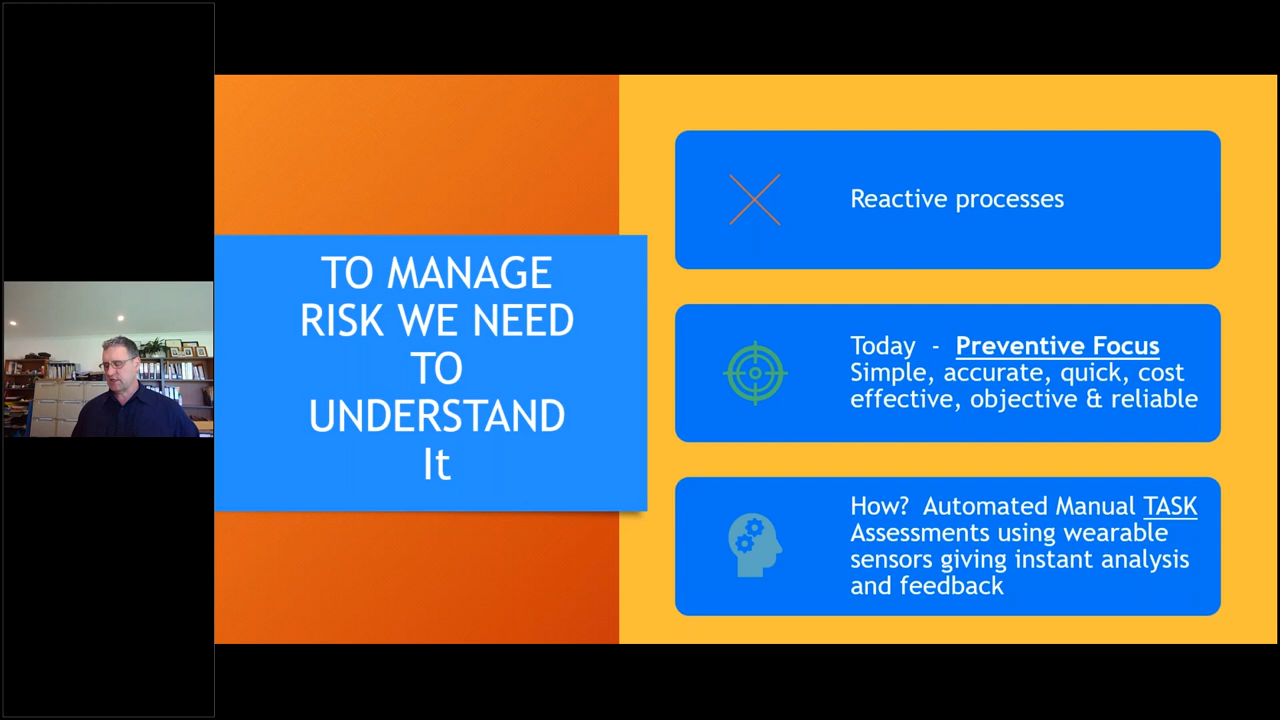 TO MANAGE
RISK WE NEED
TO
UNDERSTAND
It
Reactive processes
Today - Preventive Focus
Simple, accurate, quick, cost
effective, objective & reliable
How? Automated Manual TASK
Assessments using wearable
sensors giving instant analysis
and feedback